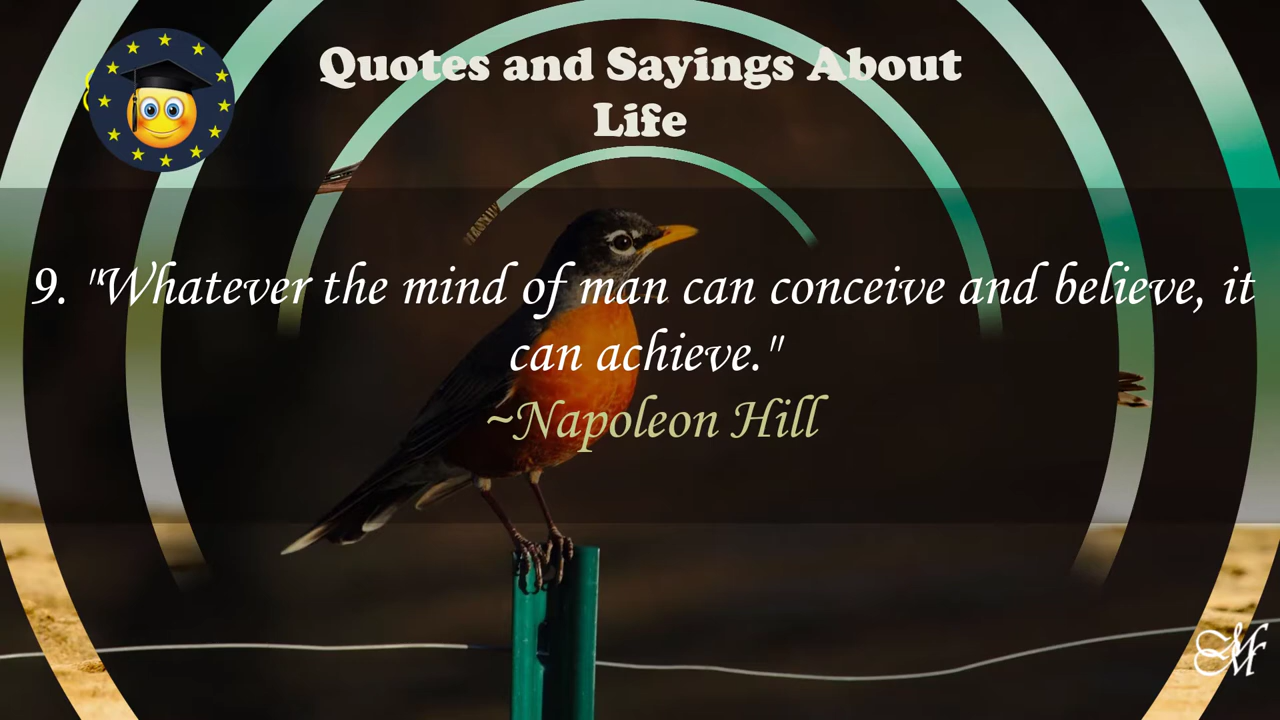 Quotes and Sayings About
Life
9. "Whatever the mind of man can conceive and believe, it
can achieve."
~Napoleon Hill